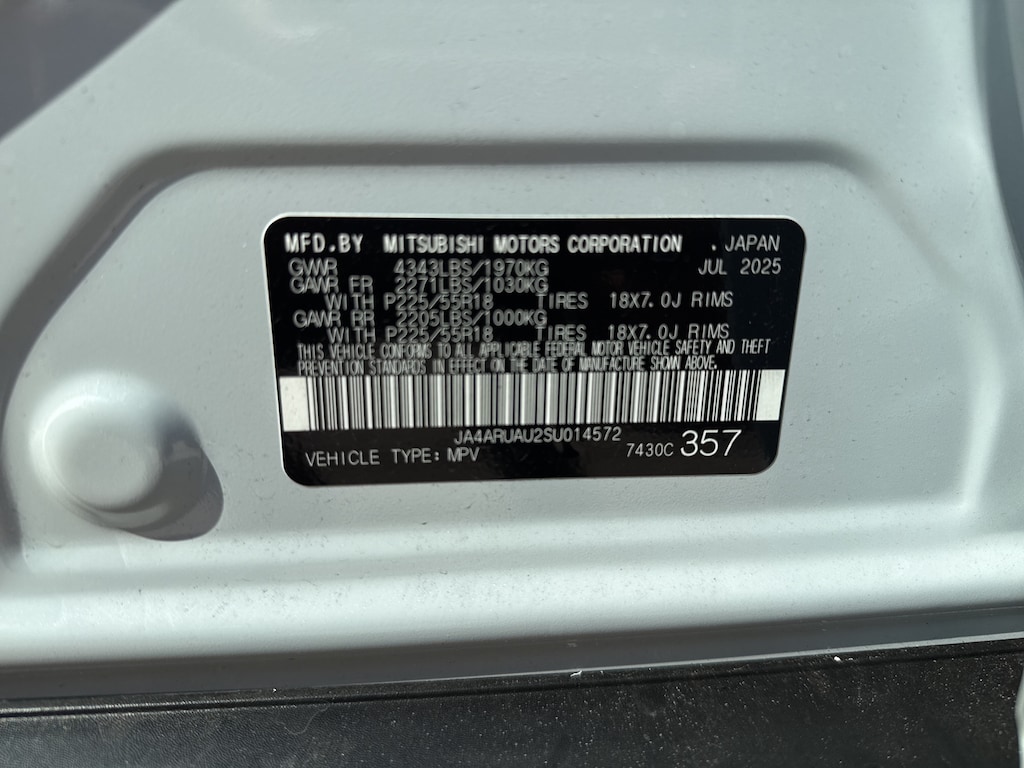 MFD.BY MITSUBISHI MOTORS CORPORATION . JAPAN
GVWR 4343LBS/1970KG JUL 2025
GAWR FR 2271LBS/1030KG
WITH P225/55R18 TIRES 18X7.0J RIMS
GAWR RR 2205LBS/1000KG
WITH P225/55R18 TIRES 18X7.0J RIMS
THIS VEHICLE CONFORMS TO ALL APPLICABLE FEDERAL MOTOR VEHICLE SAFETY AND THEFT
PREVENTION STANDARDS IN EFFECT ON THE DATE OF MANUFACTURE SHOWN ABOVE.
JA4ARUAU2SU014572
VEHICLE TYPE: MPV 7430C 357